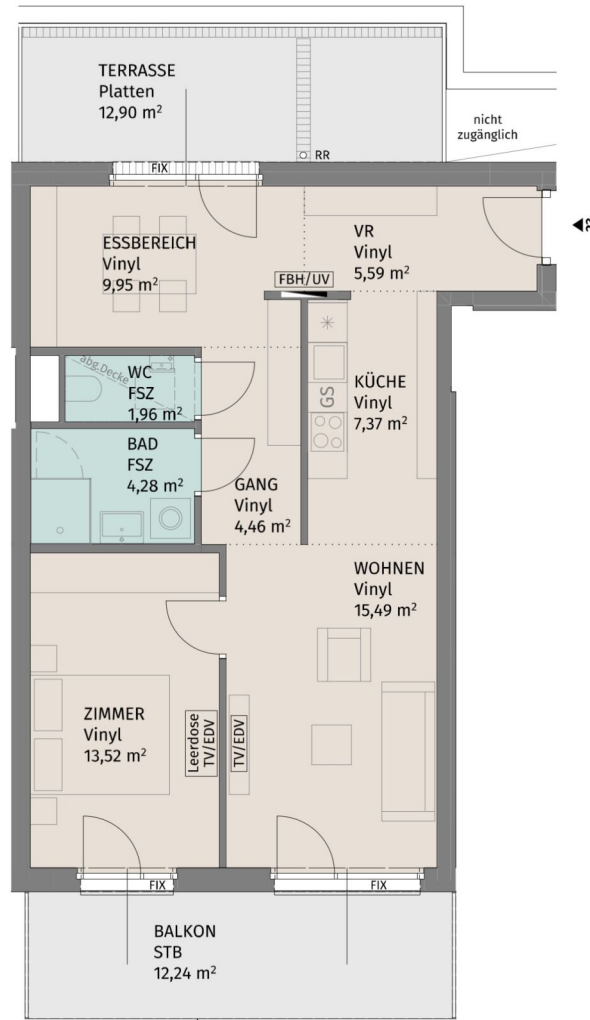 TERRASSE
Platten
12,90 m²
nicht
zugänglich
RR
FIX
ESSBEREICH
Vinyl
9,95 m²
VR
Vinyl
5,59 m²
FBH/UV
abg.Decke
WC
FSZ
1,96 m²
GS
KÜCHE
Vinyl
7,37 m²
BAD
FSZ
4,28 m²
GANG
Vinyl
4,46 m²
WOHNEN
Vinyl
15,49 m²
ZIMMER
Vinyl
13,52 m²
Leerdose
TV/EDV
TV/EDV
FIX
FIX
BALKON
STB
12,24 m²